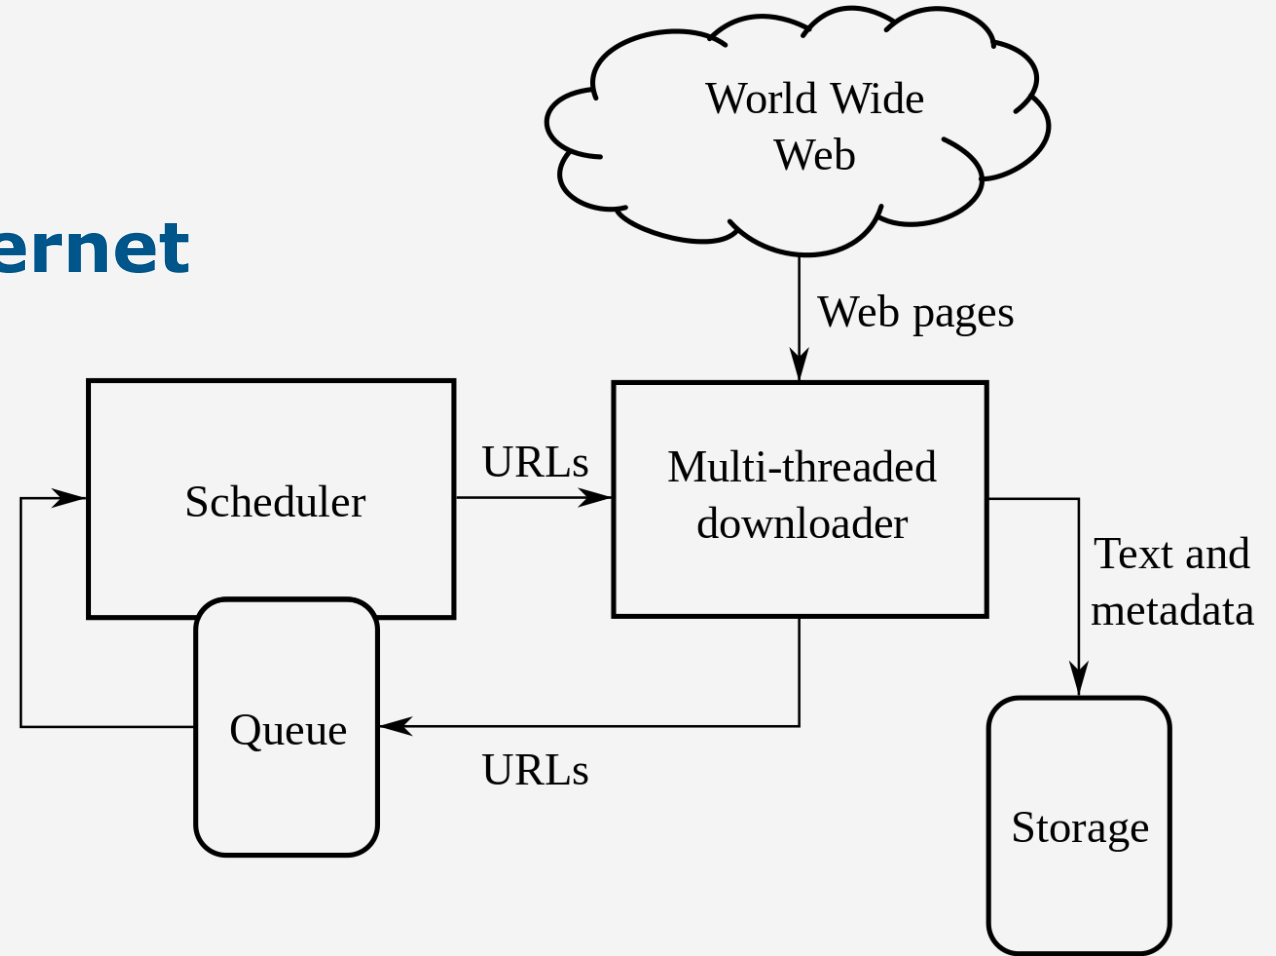 World Wide
Web
ernet
Web pages
URLs
Scheduler
Multi-threaded
downloader
Text and
metadata
Queue
URLs
Storage